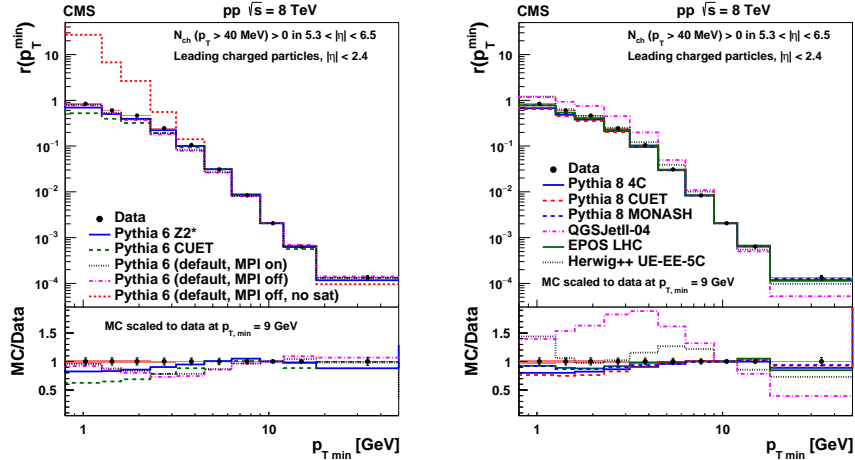 CMS pp √s = 8 TeV
N_ch (p_T > 40 MeV) > 0 in 5.3 < |η| < 6.5
Leading charged particles, |η| < 2.4
r(p_T^min)
10
1
10^−1
10^−2
10^−3
10^−4
Data
Pythia 6 Z2*
Pythia 6 CUET
Pythia 6 (default, MPI on)
Pythia 6 (default, MPI off)
Pythia 6 (default, MPI off, no sat)
MC scaled to data at p_T, min = 9 GeV
MC/Data
1.5
1
0.5
1 10
p_T min [GeV]
CMS pp √s = 8 TeV
N_ch (p_T > 40 MeV) > 0 in 5.3 < |η| < 6.5
Leading charged particles, |η| < 2.4
r(p_T^min)
10
1
10^−1
10^−2
10^−3
10^−4
Data
Pythia 8 4C
Pythia 8 CUET
Pythia 8 MONASH
QGSJetII-04
EPOS LHC
Herwig++ UE-EE-5C
MC scaled to data at p_T, min = 9 GeV
MC/Data
1.5
1
0.5
1 10
p_T min [GeV]